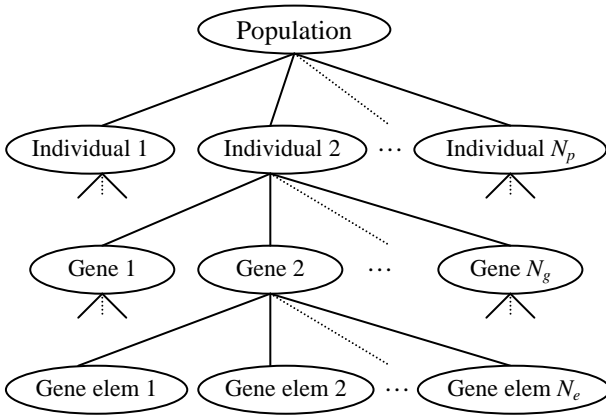 Population
Individual 1 Individual 2 ... Individual Np
Gene 1 Gene 2 ... Gene Ng
Gene elem 1 Gene elem 2 ... Gene elem Ne